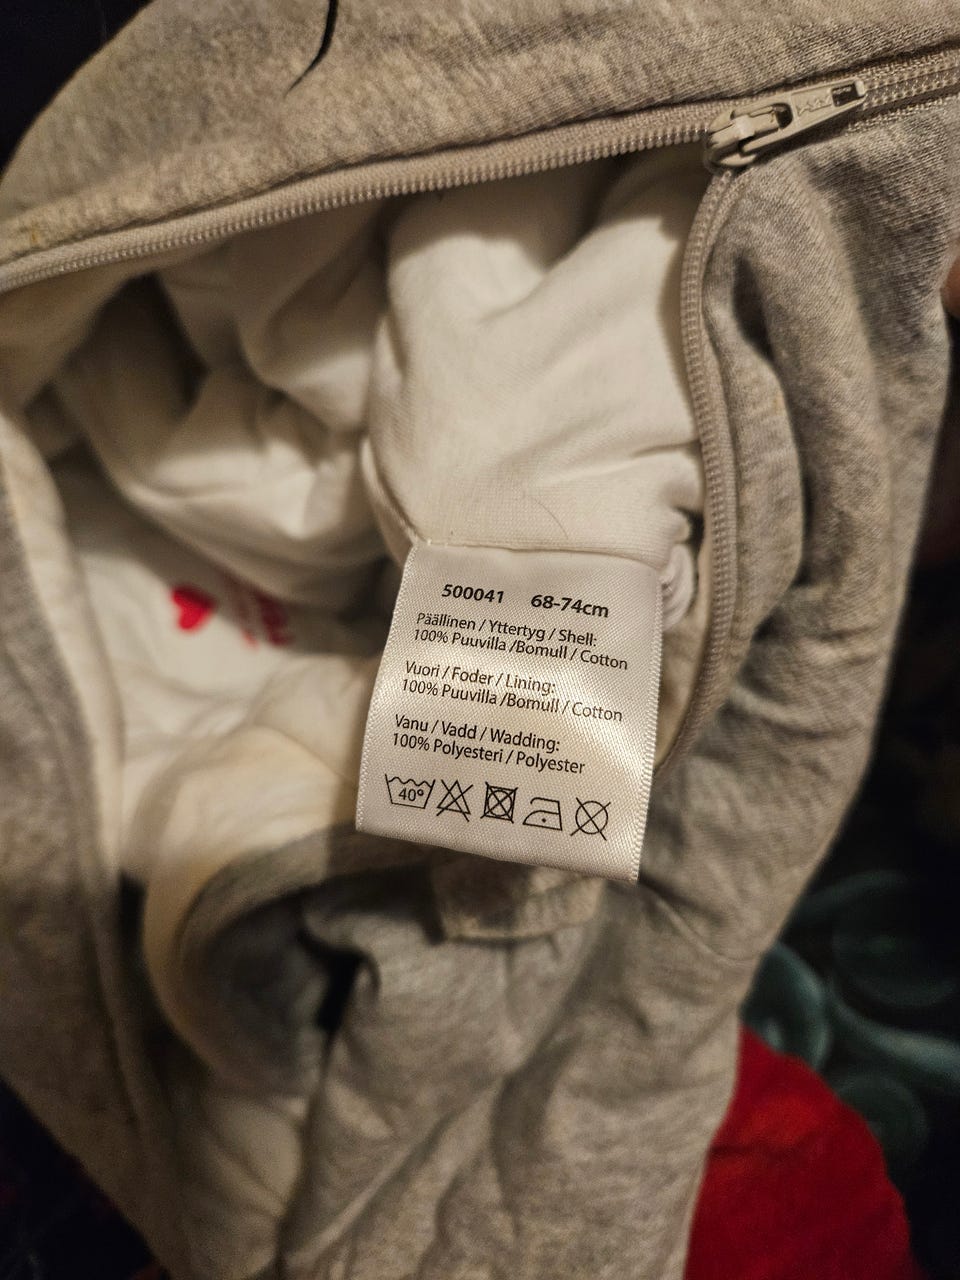 500041 68-74cm
Päällinen / Yttertyg / Shell:
100% Puuvilla /Bomull / Cotton
Vuori / Foder / Lining:
100% Puuvilla /Bomull / Cotton
Vanu / Vadd / Wadding:
100% Polyesteri / Polyester
40°